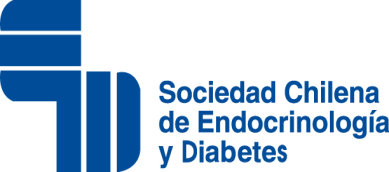 Sociedad Chilena
de Endocrinología
y Diabetes